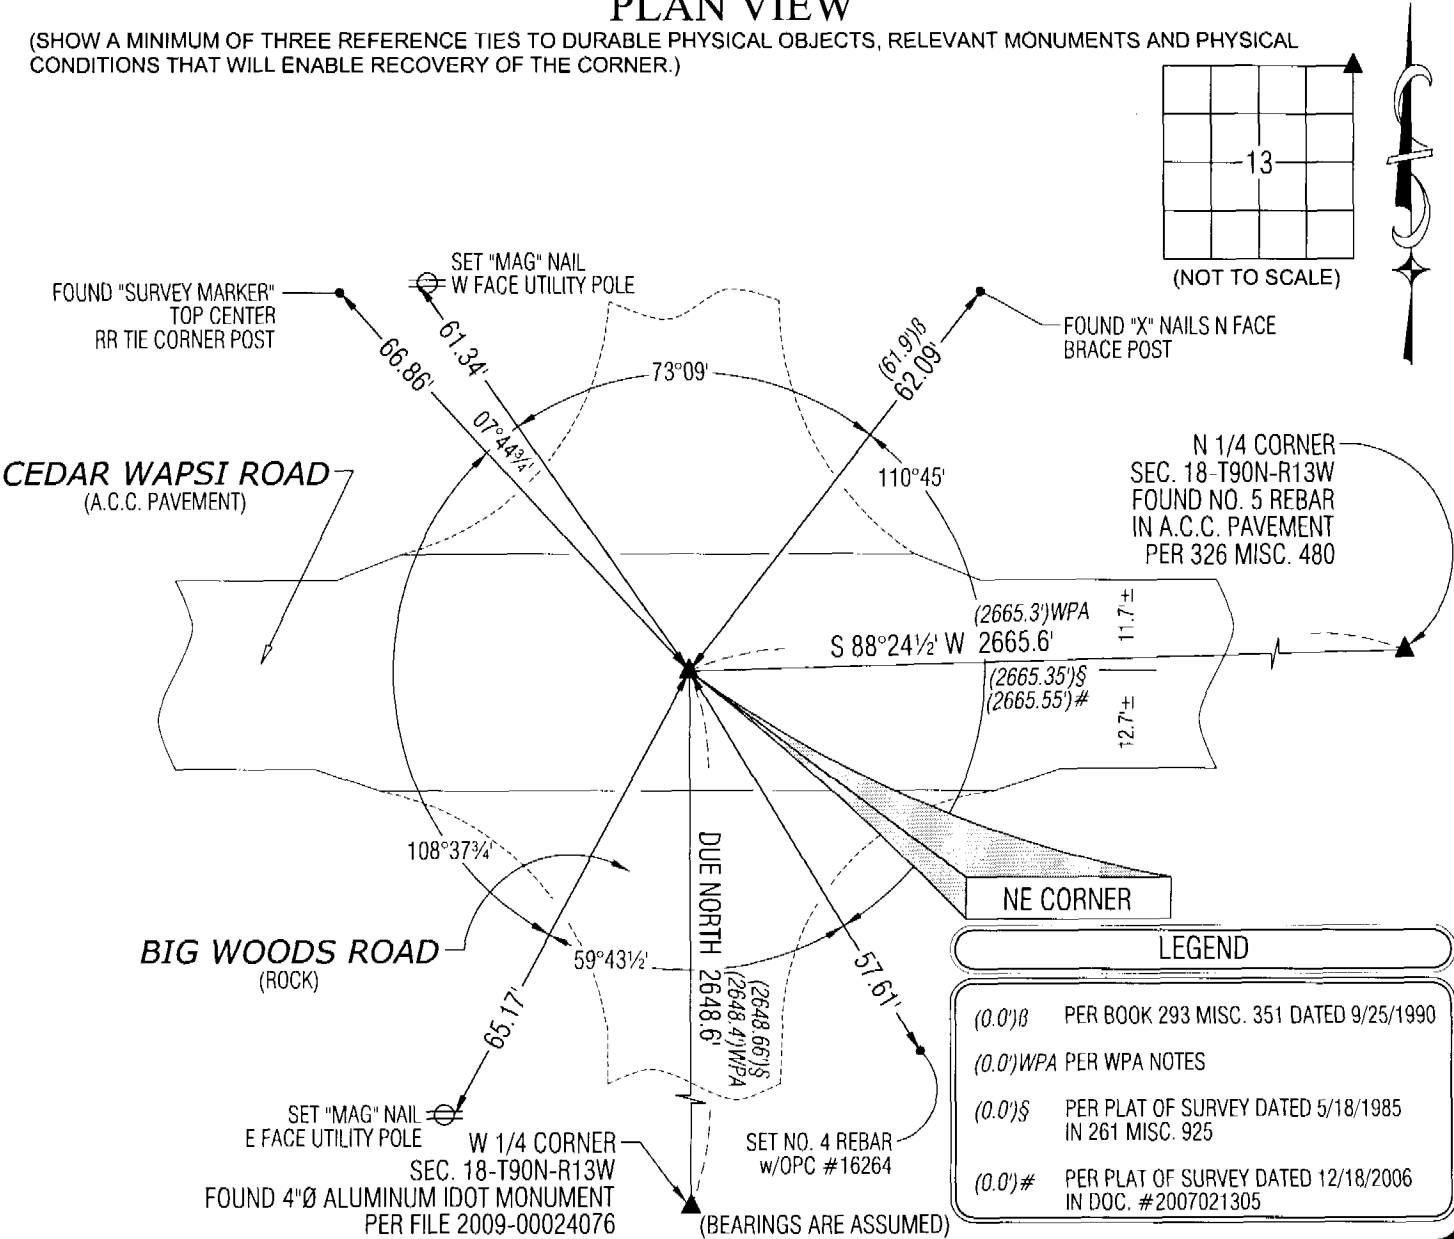 PLAN VIEW
(SHOW A MINIMUM OF THREE REFERENCE TIES TO DURABLE PHYSICAL OBJECTS, RELEVANT MONUMENTS AND PHYSICAL
CONDITIONS THAT WILL ENABLE RECOVERY OF THE CORNER.)
13
(NOT TO SCALE)
SET "MAG" NAIL
W FACE UTILITY POLE
FOUND "SURVEY MARKER"
TOP CENTER
RR TIE CORNER POST
FOUND "X" NAILS N FACE
BRACE POST
66.86'
61.34'
07°44¾'
73°09'
(61.9')ß
62.09'
110°45'
CEDAR WAPSI ROAD
(A.C.C. PAVEMENT)
N 1/4 CORNER
SEC. 18-T90N-R13W
FOUND NO. 5 REBAR
IN A.C.C. PAVEMENT
PER 326 MISC. 480
(2665.3')WPA
S 88°24½' W 2665.6'
(2665.35')§
(2665.55')#
11.7'±
12.7'±
108°37¾'
BIG WOODS ROAD
(ROCK)
59°43½'
65.17'
DUE NORTH 2648.6'
(2648.4')WPA
(2648.66')§
57.61'
NE CORNER
SET "MAG" NAIL
E FACE UTILITY POLE
W 1/4 CORNER
SEC. 18-T90N-R13W
FOUND 4"Ø ALUMINUM IDOT MONUMENT
PER FILE 2009-00024076
SET NO. 4 REBAR
w/OPC #16264
(BEARINGS ARE ASSUMED)
LEGEND
(0.0')ß PER BOOK 293 MISC. 351 DATED 9/25/1990
(0.0')WPA PER WPA NOTES
(0.0')§ PER PLAT OF SURVEY DATED 5/18/1985
IN 261 MISC. 925
(0.0')# PER PLAT OF SURVEY DATED 12/18/2006
IN DOC. #2007021305